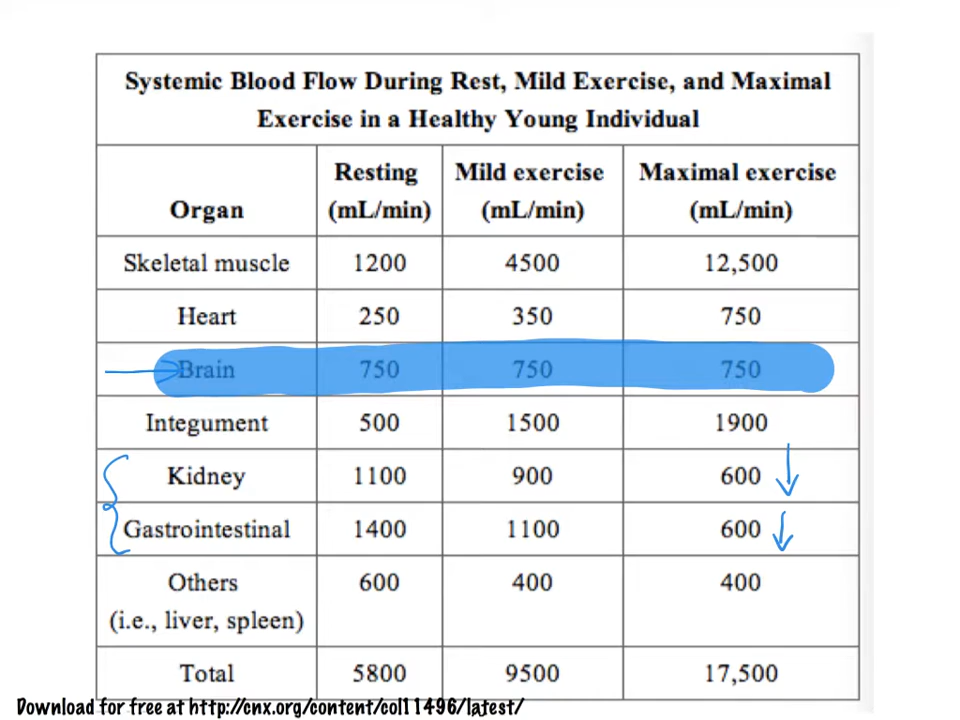 Systemic Blood Flow During Rest, Mild Exercise, and Maximal
Exercise in a Healthy Young Individual
Organ Resting (mL/min) Mild exercise (mL/min) Maximal exercise (mL/min)
Skeletal muscle 1200 4500 12,500
Heart 250 350 750
Brain 750 750 750
Integument 500 1500 1900
Kidney 1100 900 600
Gastrointestinal 1400 1100 600
Others (i.e., liver, spleen) 600 400 400
Total 5800 9500 17,500
Download for free at http://cnx.org/content/col11496/latest/